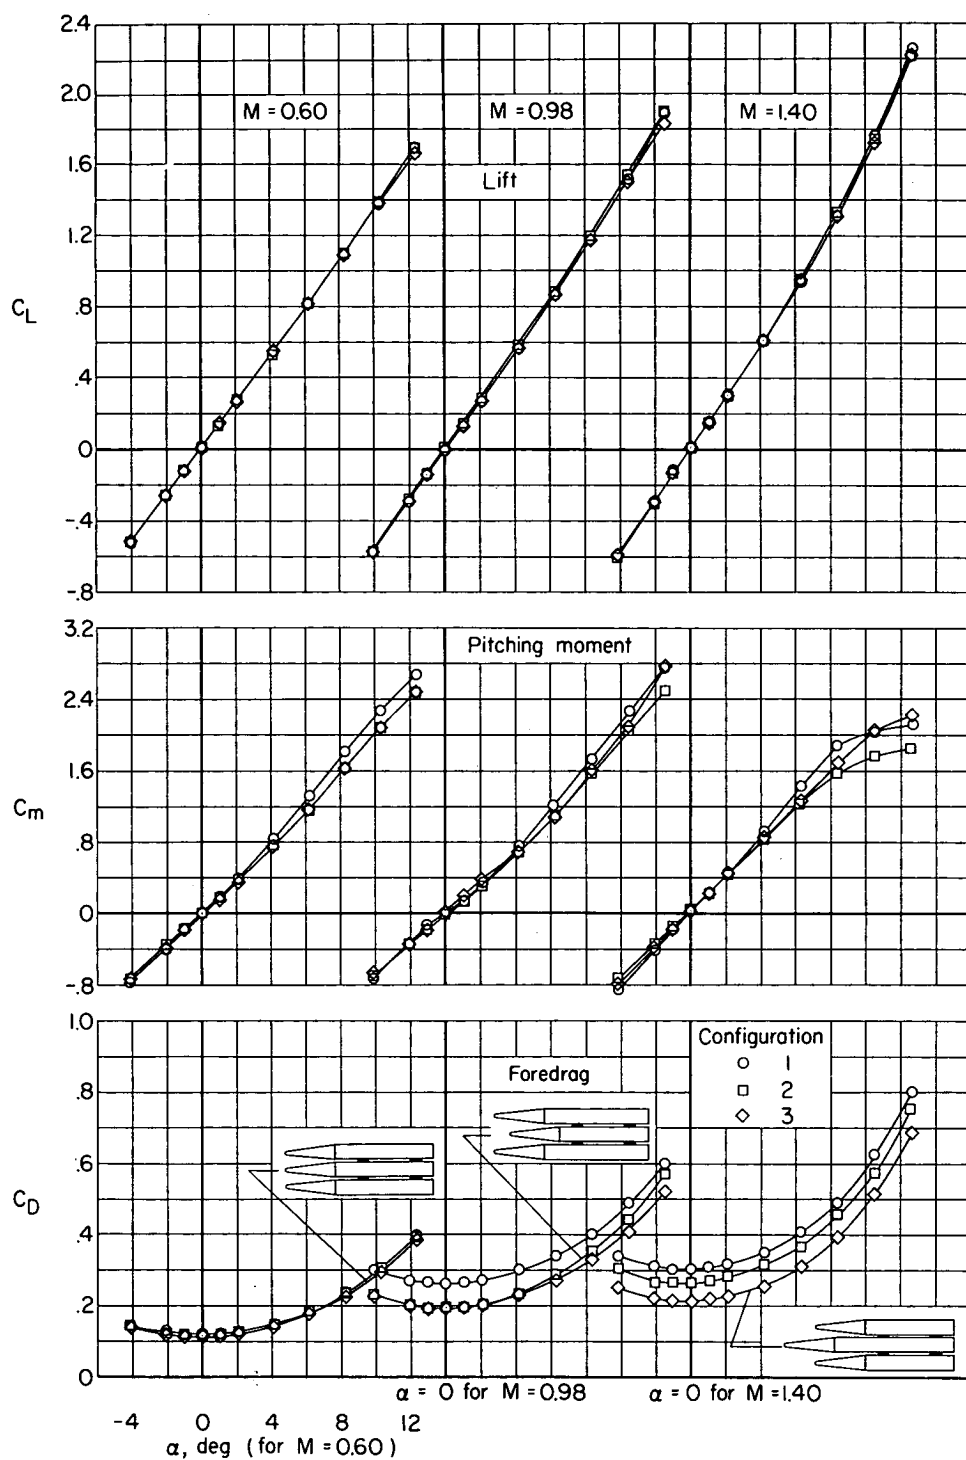 2.4
2.0
M = 0.60 M = 0.98 M = 1.40
1.6
Lift
1.2
C_L
.8
.4
0
-.4
-.8
3.2
Pitching moment
2.4
1.6
C_m
.8
0
-.8
1.0
Configuration
1
Foredrag
.8
2
3
.6
C_D
.4
.2
0
α = 0 for M = 0.98 α = 0 for M = 1.40
-4 0 4 8 12
α, deg (for M = 0.60)